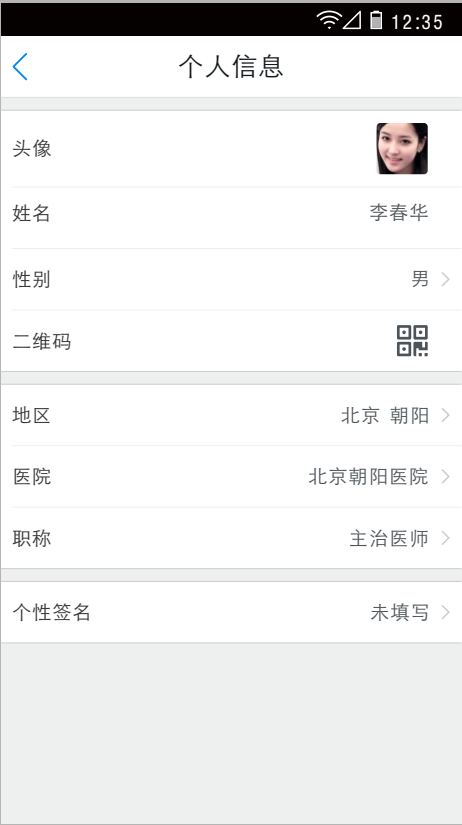 12:35
个人信息
头像
姓名 李春华
性别 男
二维码
地区 北京 朝阳
医院 北京朝阳医院
职称 主治医师
个性签名 未填写